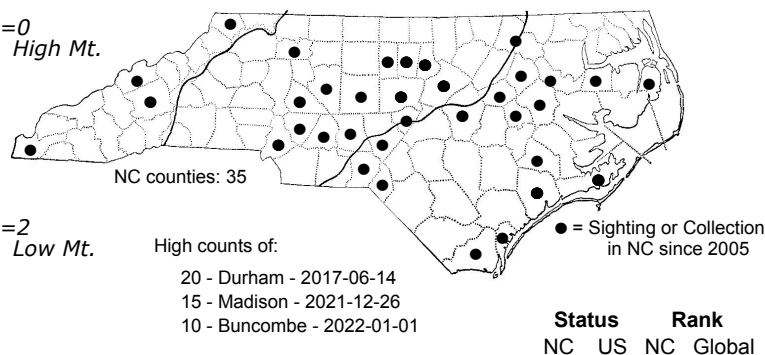 =0
High Mt.
NC counties: 35
=2
Low Mt.
High counts of:
20 - Durham - 2017-06-14
15 - Madison - 2021-12-26
10 - Buncombe - 2022-01-01
● = Sighting or Collection
in NC since 2005
Status Rank
NC US NC Global